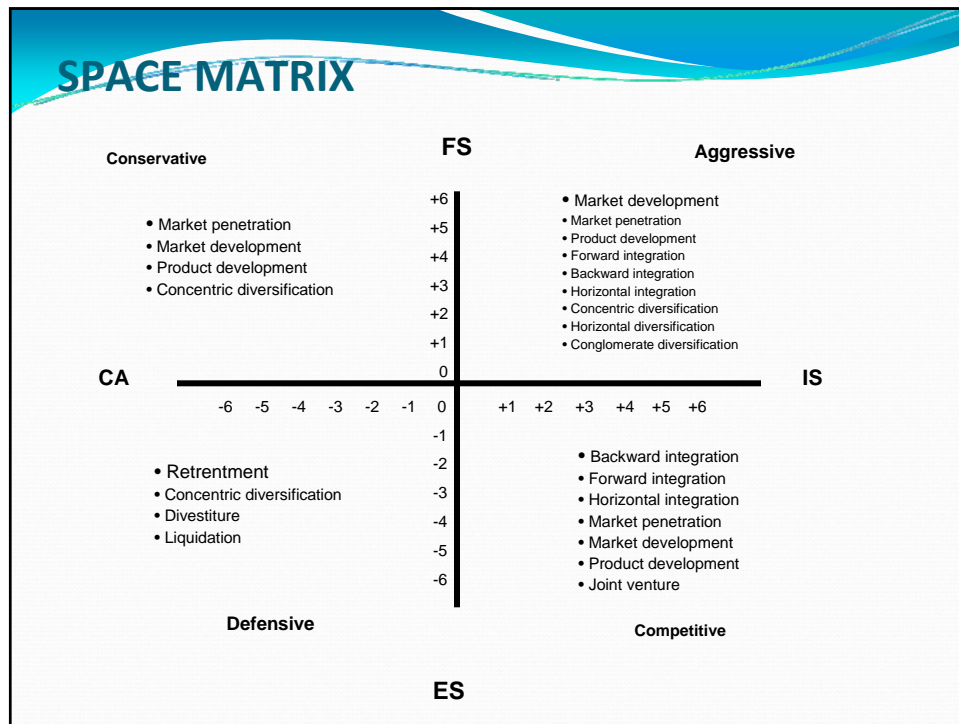 SPACE MATRIX
FS
Conservative
Aggressive
• Market penetration
• Market development
• Product development
• Concentric diversification
+6
+5
+4
+3
+2
+1
0
• Market development
• Market penetration
• Product development
• Forward integration
• Backward integration
• Horizontal integration
• Concentric diversification
• Horizontal diversification
• Conglomerate diversification
CA
IS
-6 -5 -4 -3 -2 -1 0 +1 +2 +3 +4 +5 +6
-1
-2
-3
-4
-5
-6
• Retrentment
• Concentric diversification
• Divestiture
• Liquidation
• Backward integration
• Forward integration
• Horizontal integration
• Market penetration
• Market development
• Product development
• Joint venture
Defensive
Competitive
ES